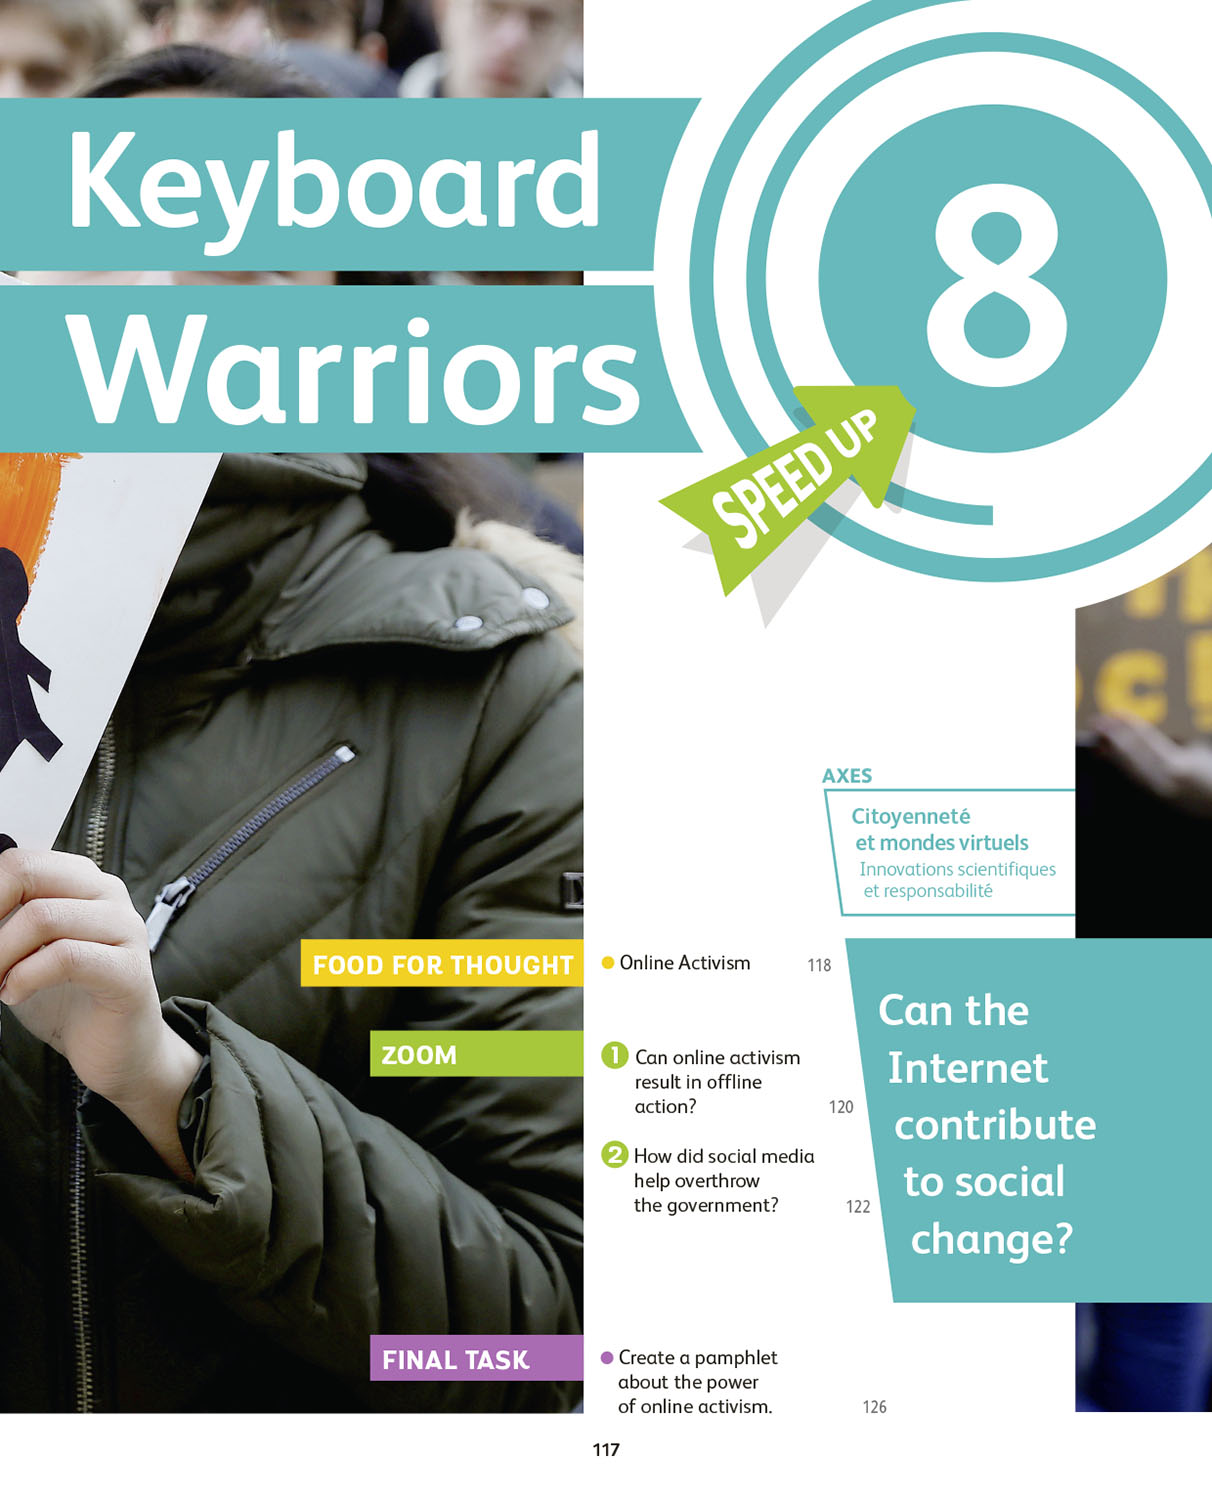 Keyboard
Warriors
8
SPEED UP
AXES
Citoyenneté
et mondes virtuels
Innovations scientifiques
et responsabilité
FOOD FOR THOUGHT
Online Activism 118
ZOOM
1 Can online activism
result in offline
action? 120
2 How did social media
help overthrow
the government? 122
Can the
Internet
contribute
to social
change?
FINAL TASK
Create a pamphlet
about the power
of online activism. 126
117